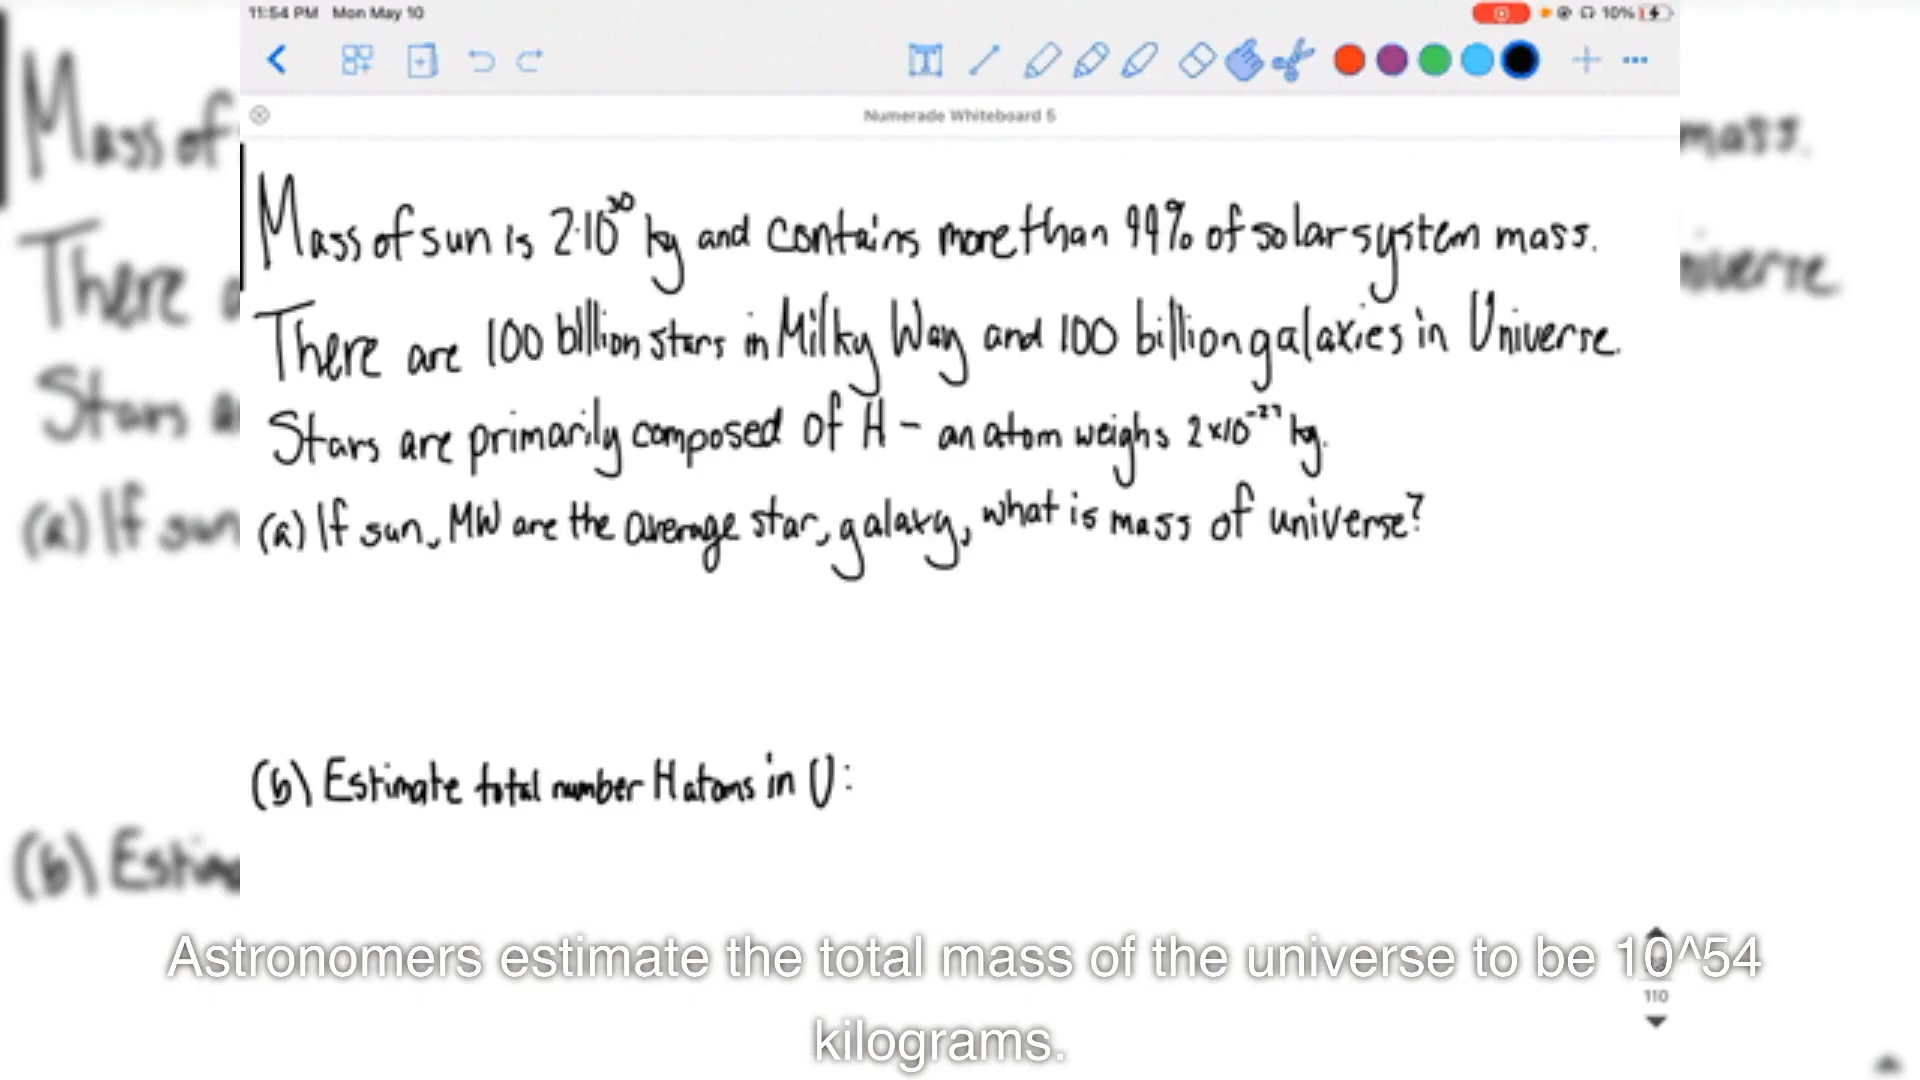 11:54 PM Mon May 10
10%
Numerade Whiteboard 5
Mass of sun is 2·10³⁰ kg and contains more than 99% of solar system mass.
There are 100 billion stars in Milky Way and 100 billion galaxies in Universe.
Stars are primarily composed of H - an atom weighs 2×10⁻²⁷ kg.
(a) If sun, MW are the average star, galaxy, what is mass of universe?
(b) Estimate total number H atoms in U:
Astronomers estimate the total mass of the universe to be 10^54
kilograms.
110